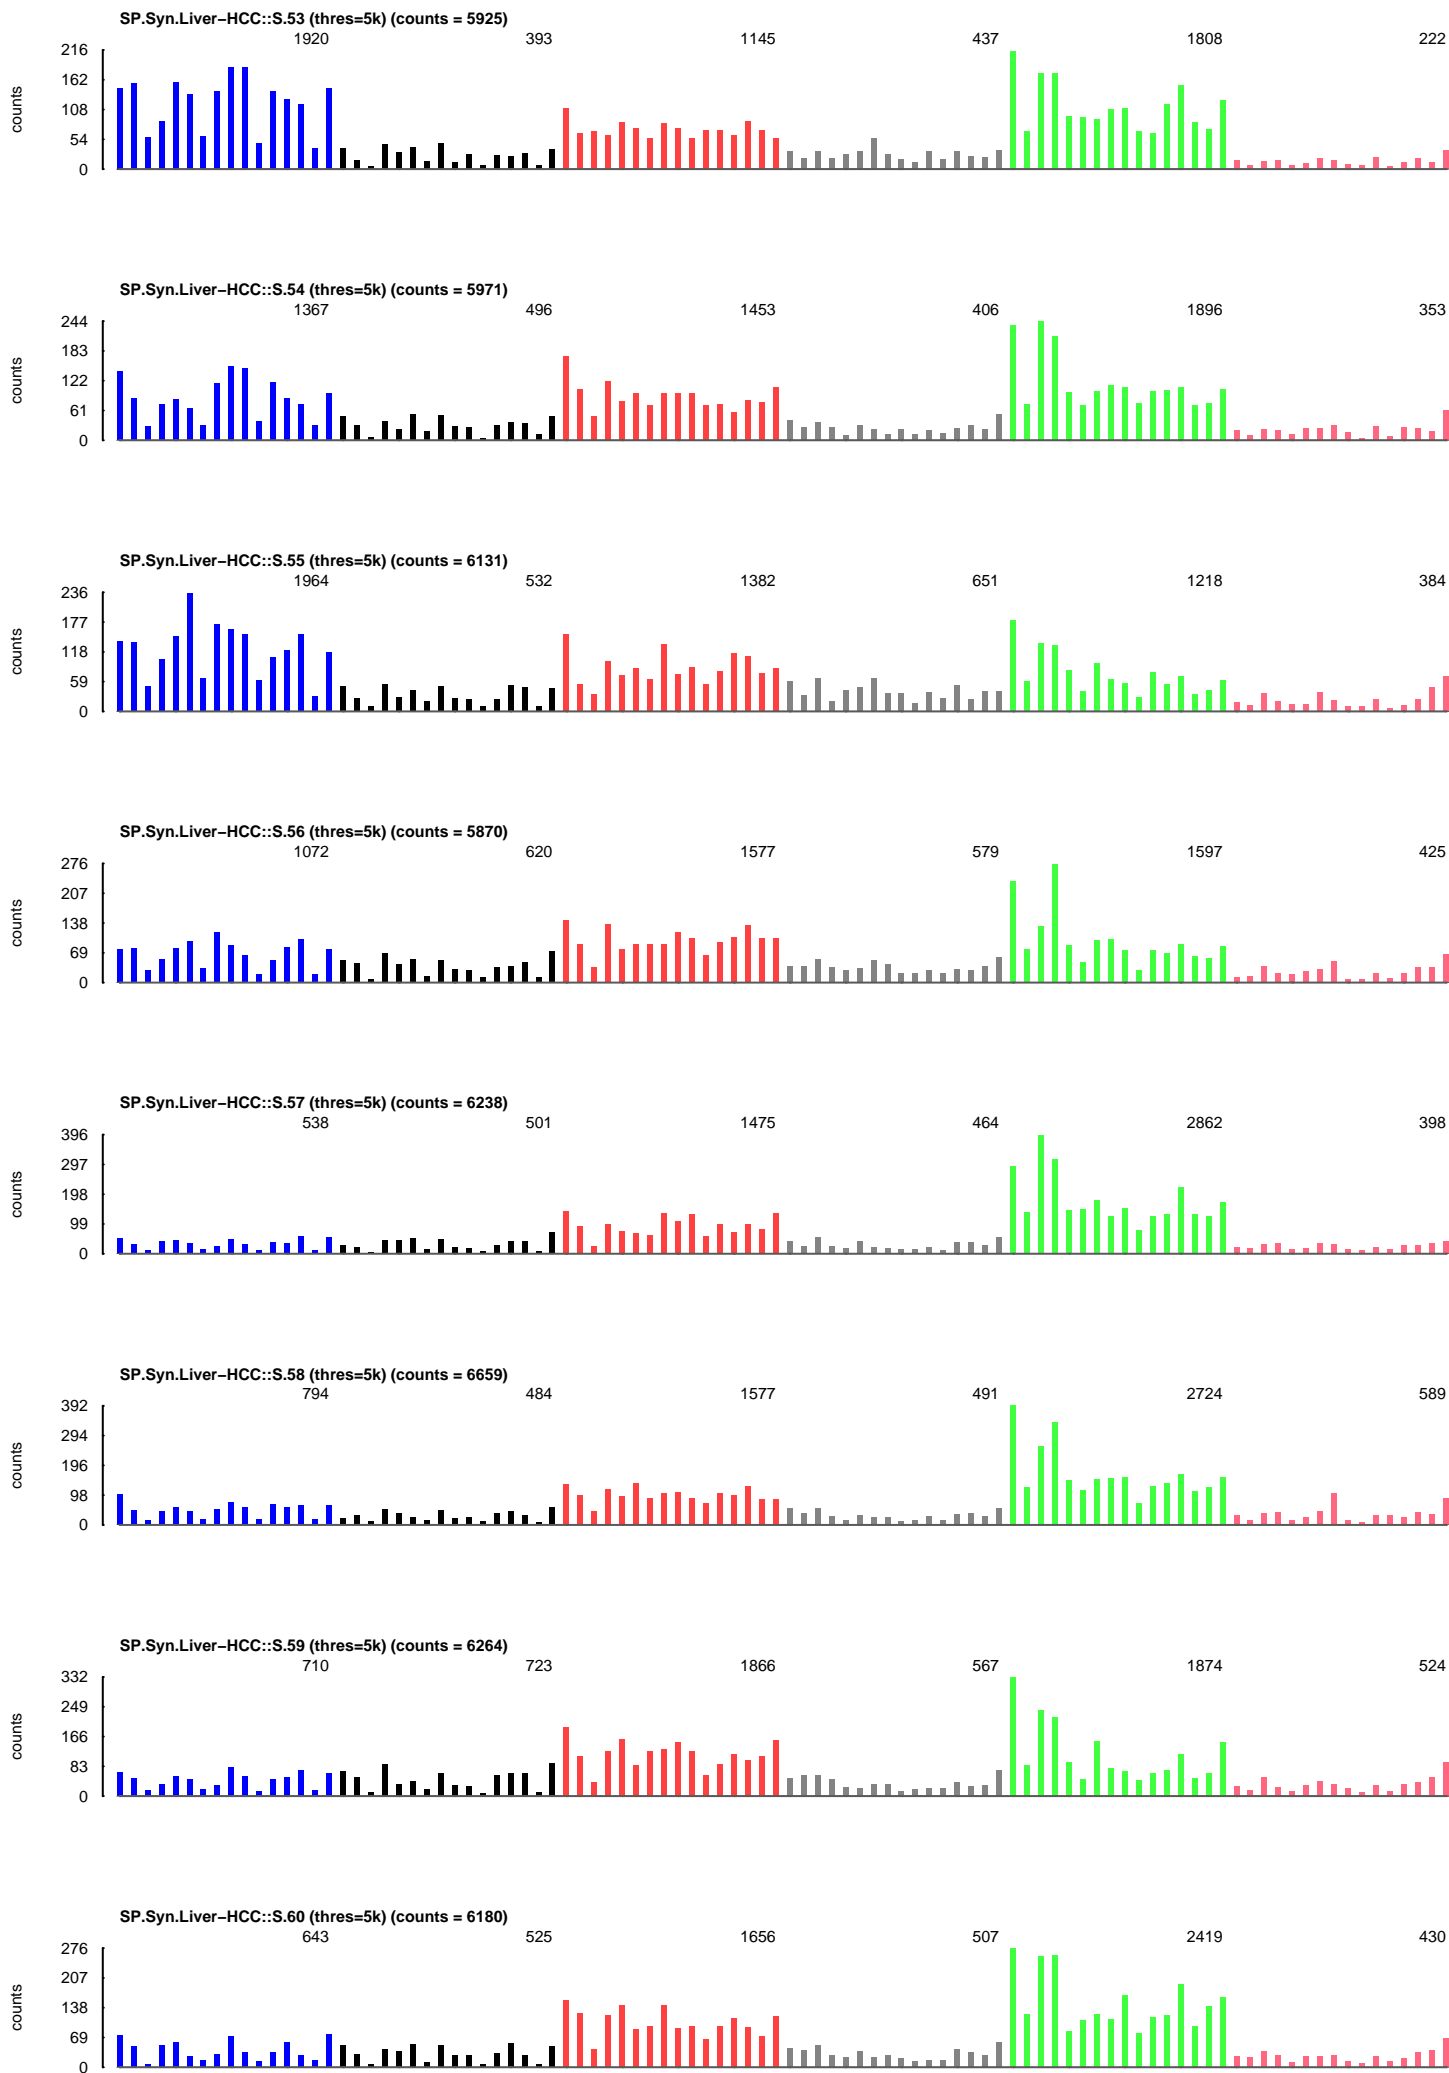 SP.Syn.Liver−HCC::S.53 (thres=5k) (counts = 5925)
1920 393 1145 437 1808 222
216
162
108
54
0
counts
SP.Syn.Liver−HCC::S.54 (thres=5k) (counts = 5971)
1367 496 1453 406 1896 353
244
183
122
61
0
counts
SP.Syn.Liver−HCC::S.55 (thres=5k) (counts = 6131)
1964 532 1382 651 1218 384
236
177
118
59
0
counts
SP.Syn.Liver−HCC::S.56 (thres=5k) (counts = 5870)
1072 620 1577 579 1597 425
276
207
138
69
0
counts
SP.Syn.Liver−HCC::S.57 (thres=5k) (counts = 6238)
538 501 1475 464 2862 398
396
297
198
99
0
counts
SP.Syn.Liver−HCC::S.58 (thres=5k) (counts = 6659)
794 484 1577 491 2724 589
392
294
196
98
0
counts
SP.Syn.Liver−HCC::S.59 (thres=5k) (counts = 6264)
710 723 1866 567 1874 524
332
249
166
83
0
counts
SP.Syn.Liver−HCC::S.60 (thres=5k) (counts = 6180)
643 525 1656 507 2419 430
276
207
138
69
0
counts